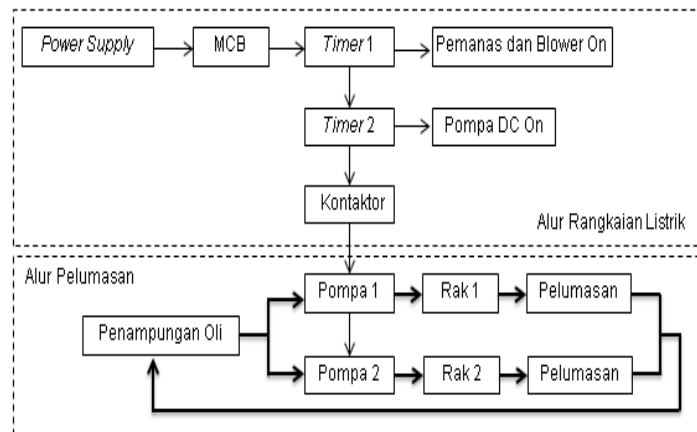 Power Supply
MCB
Timer 1
Pemanas dan Blower On
Timer 2
Pompa DC On
Kontaktor
Alur Rangkaian Listrik
Alur Pelumasan
Pompa 1
Rak 1
Pelumasan
Penampungan Oli
Pompa 2
Rak 2
Pelumasan